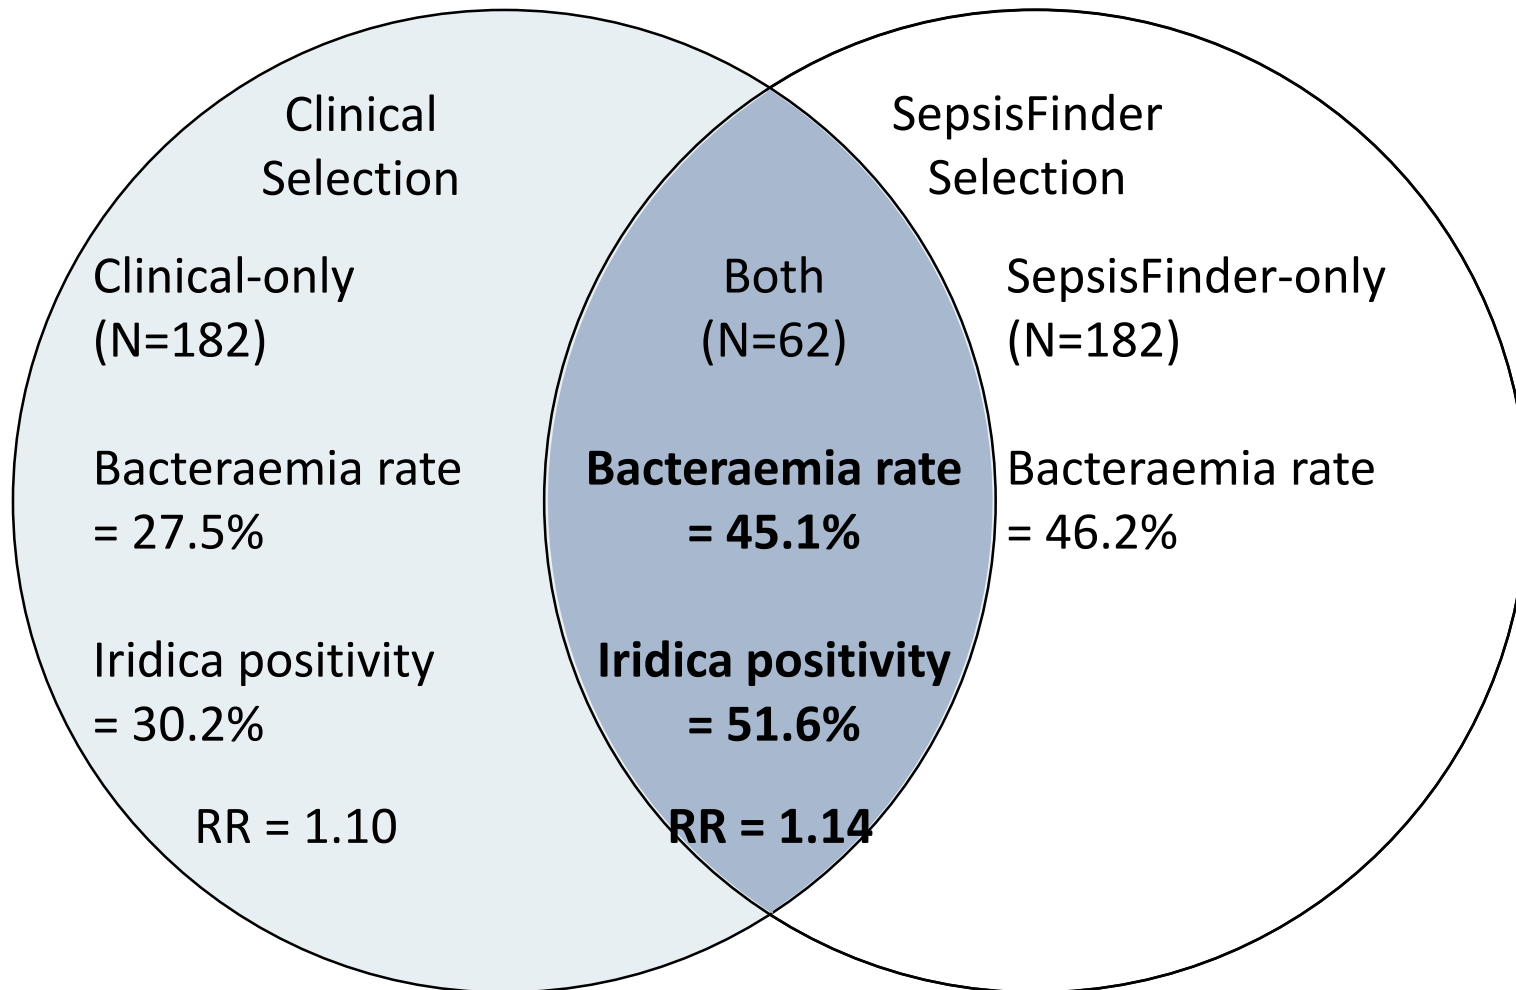 Clinical
Selection
Clinical-only
(N=182)
Bacteraemia rate
= 27.5%
Iridica positivity
= 30.2%
RR = 1.10
Both
(N=62)
Bacteraemia rate
= 45.1%
Iridica positivity
= 51.6%
RR = 1.14
SepsisFinder
Selection
SepsisFinder-only
(N=182)
Bacteraemia rate
= 46.2%